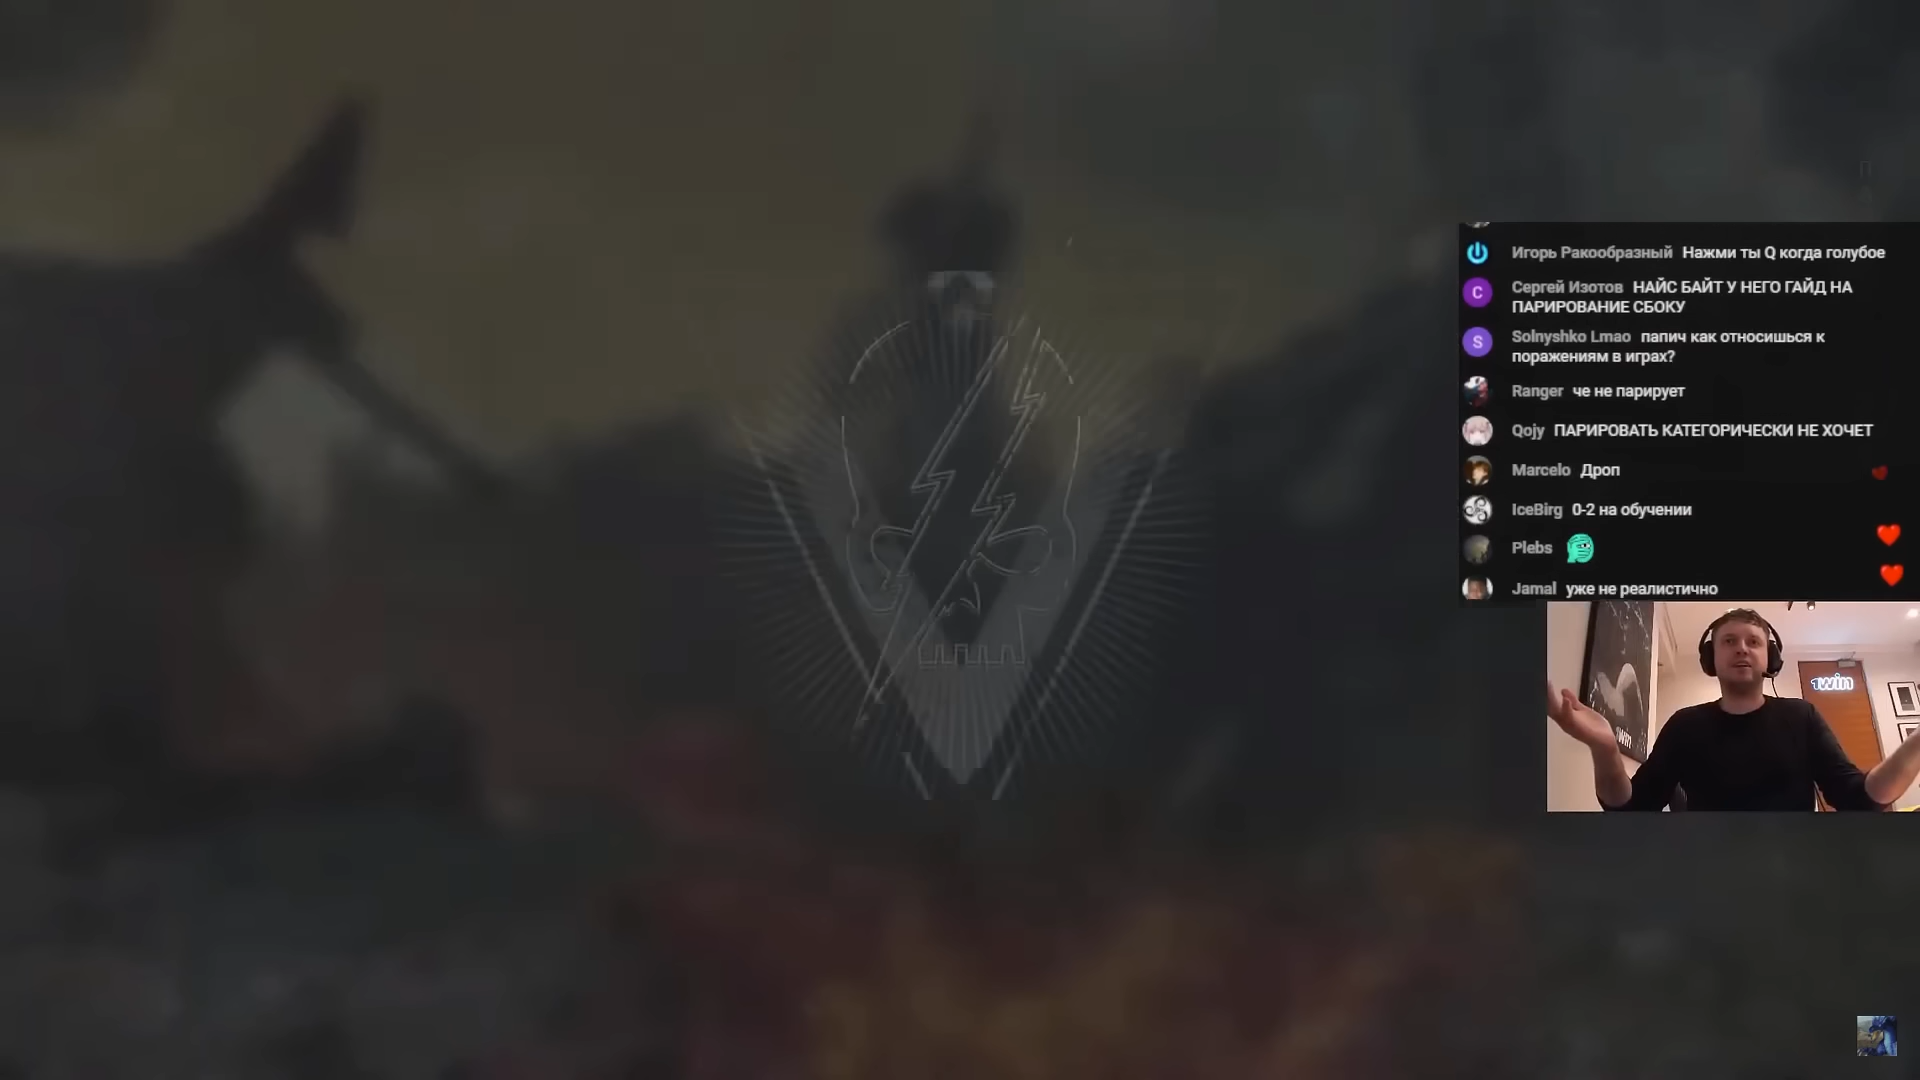 Игорь Ракообразный Нажми ты Q когда голубое
Сергей Изотов НАЙС БАЙТ У НЕГО ГАЙД НА
ПАРИРОВАНИЕ СБОКУ
Solnyshko Lmao папич как относишься к
поражениям в играх?
Ranger че не парирует
Qojy ПАРИРОВАТЬ КАТЕГОРИЧЕСКИ НЕ ХОЧЕТ
Marcelo Дроп
IceBirg 0-2 на обучении
Plebs
Jamal уже не реалистично
C
S
1win
1win